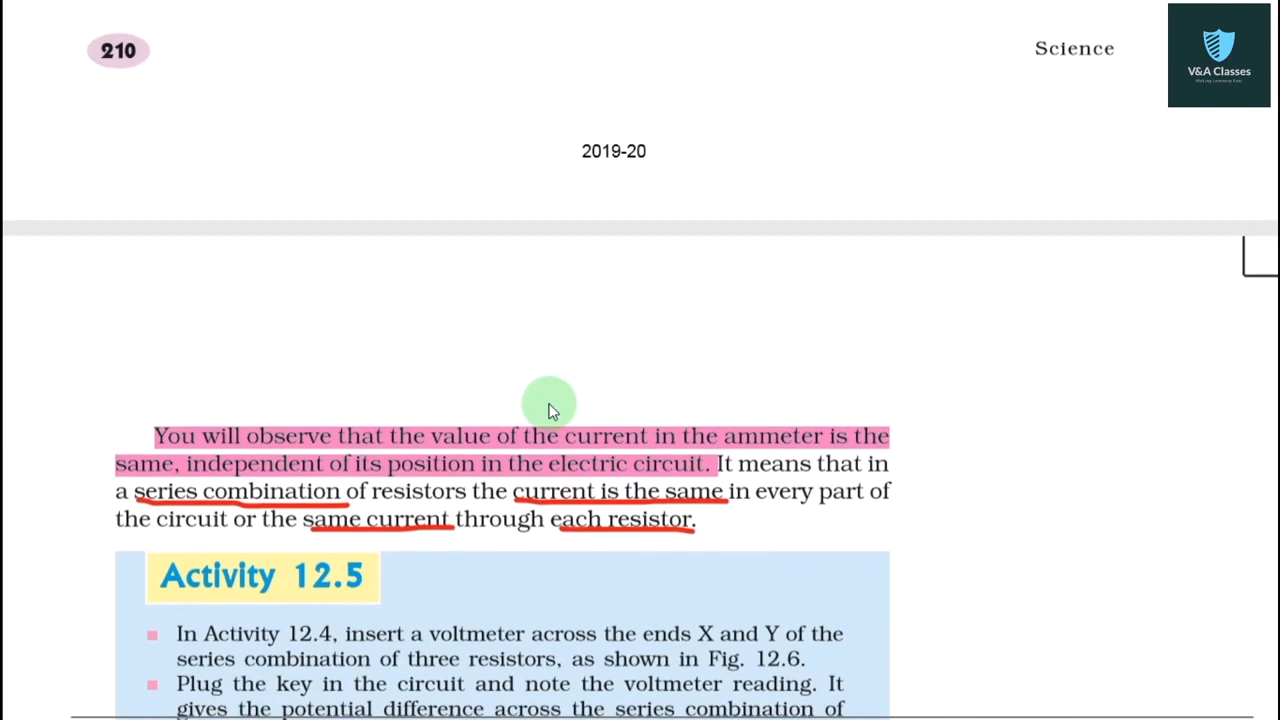 210
Science
V&A Classes
2019-20
You will observe that the value of the current in the ammeter is the
same, independent of its position in the electric circuit. It means that in
a series combination of resistors the current is the same in every part of
the circuit or the same current through each resistor.
Activity 12.5
In Activity 12.4, insert a voltmeter across the ends X and Y of the
series combination of three resistors, as shown in Fig. 12.6.
Plug the key in the circuit and note the voltmeter reading. It
gives the potential difference across the series combination of